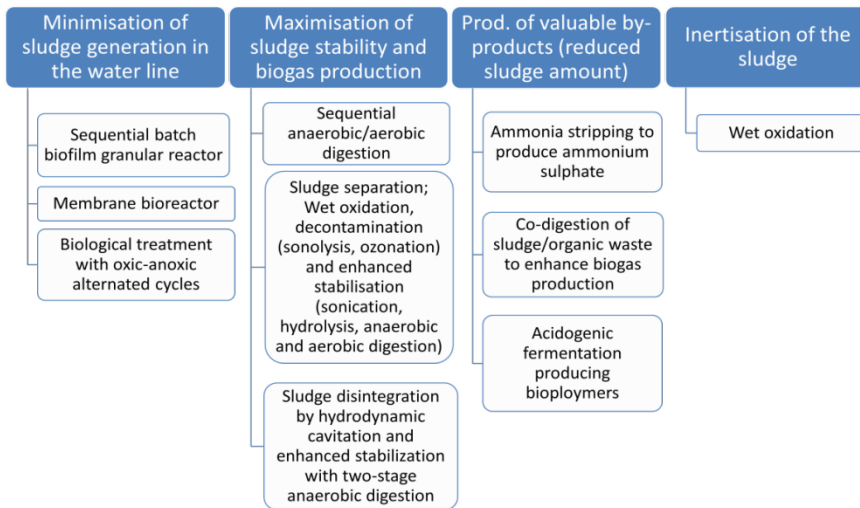 Minimisation of
sludge generation in
the water line
Sequential batch
biofilm granular reactor
Membrane bioreactor
Biological treatment
with oxic-anoxic
alternated cycles
Maximisation of
sludge stability and
biogas production
Sequential
anaerobic/aerobic
digestion
Sludge separation;
Wet oxidation,
decontamination
(sonolysis, ozonation)
and enhanced
stabilisation
(sonication,
hydrolysis, anaerobic
and aerobic digestion)
Sludge disintegration
by hydrodynamic
cavitation and
enhanced stabilization
with two-stage
anaerobic digestion
Prod. of valuable by-
products (reduced
sludge amount)
Ammonia stripping to
produce ammonium
sulphate
Co-digestion of
sludge/organic waste
to enhance biogas
production
Acidogenic
fermentation
producing
bioploymers
Inertisation of the
sludge
Wet oxidation